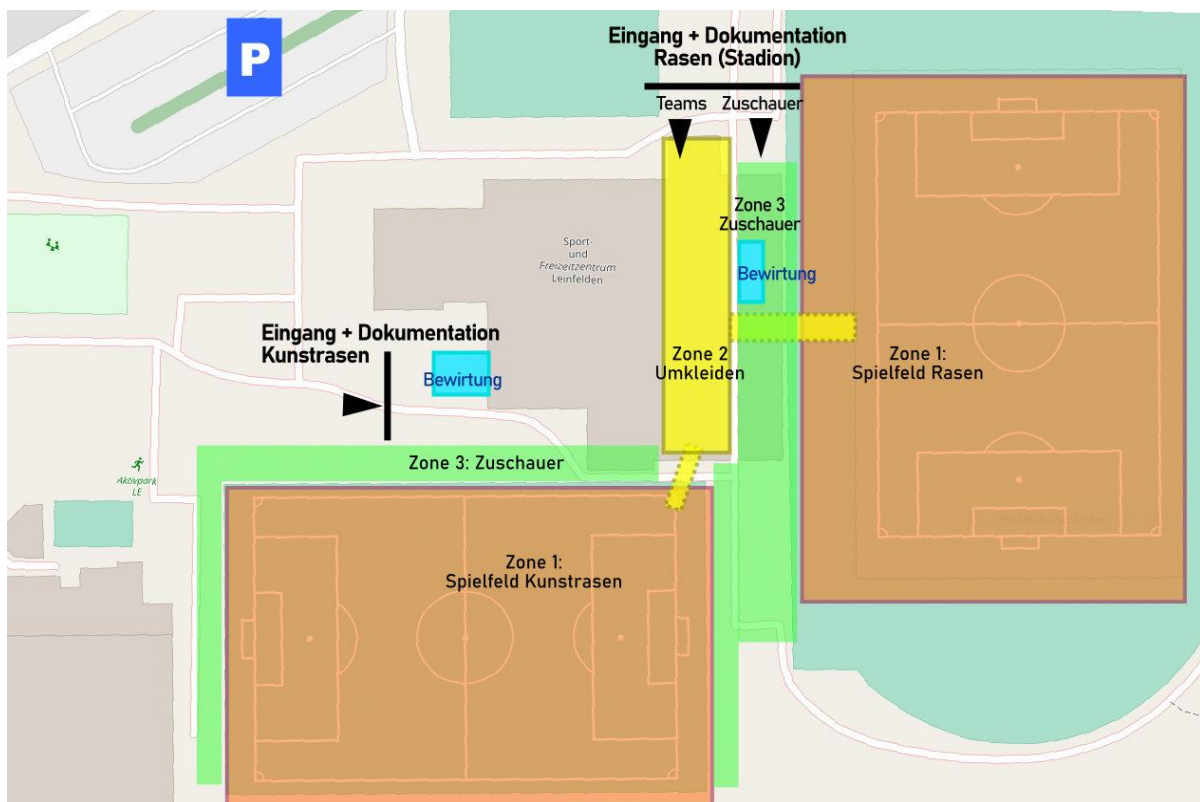 P
Eingang + Dokumentation
Rasen (Stadion)
Teams Zuschauer
Zone 3
Zuschauer
Bewirtung
Sport-
und
Freizeitzentrum
Leinfelden
Eingang + Dokumentation
Kunstrasen
Bewirtung
Zone 2
Umkleiden
Zone 1:
Spielfeld Rasen
Zone 3: Zuschauer
Aktivpark
LE
Zone 1:
Spielfeld Kunstrasen